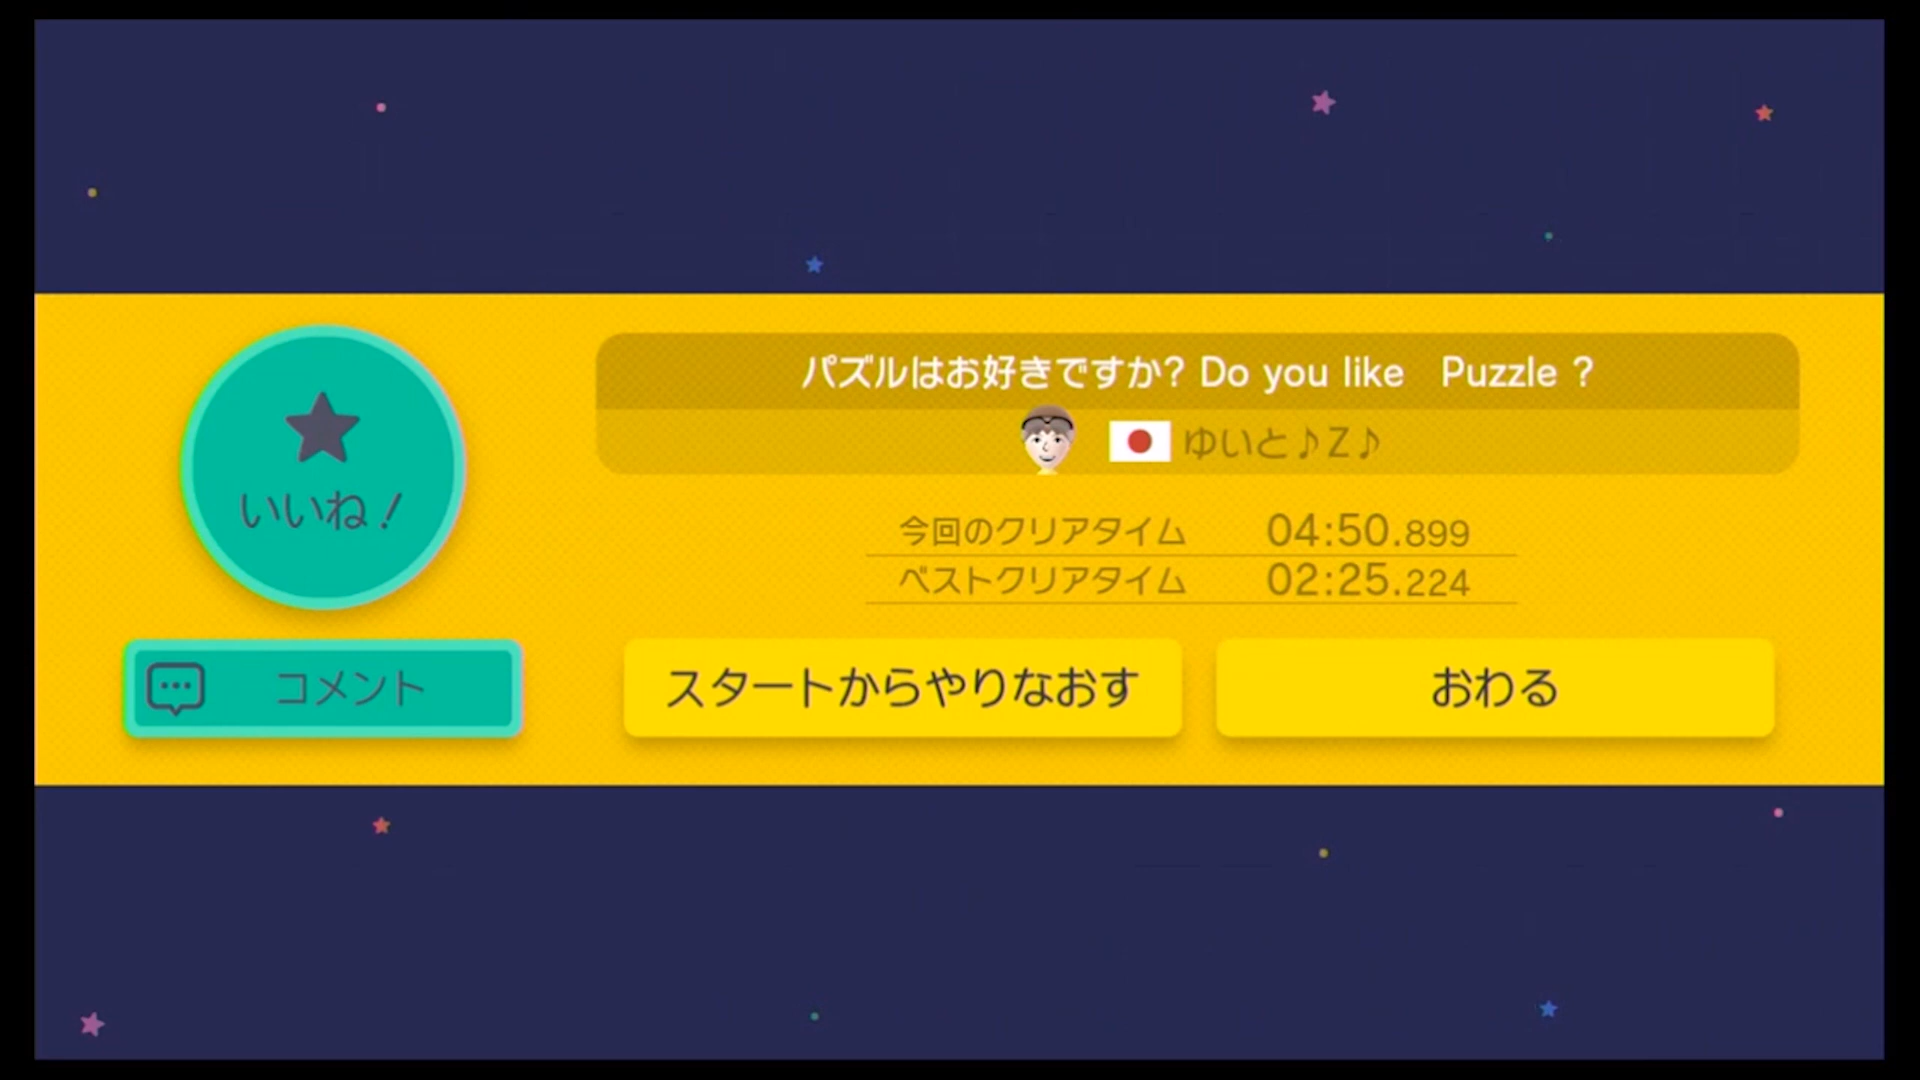 パズルはお好きですか? Do you like　Puzzle ?
ゆいと♪Z♪
いいね!
今回のクリアタイム 04:50.899
ベストクリアタイム 02:25.224
コメント
スタートからやりなおす
おわる